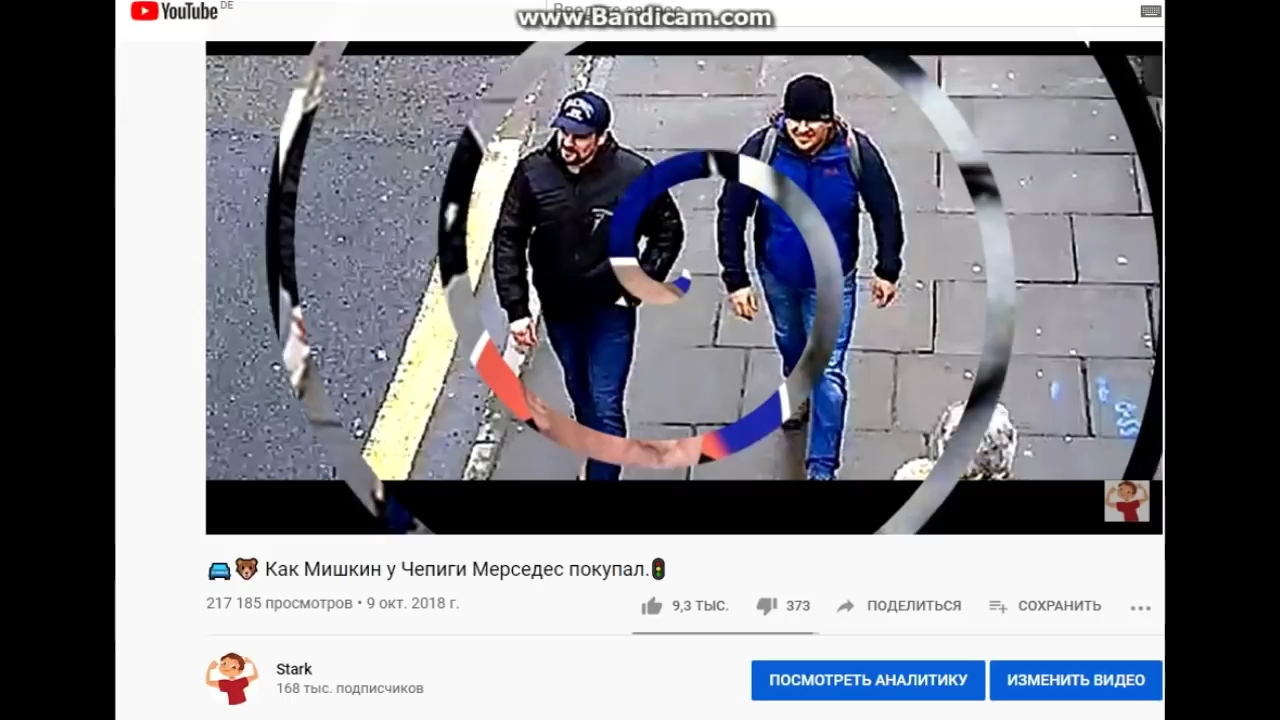 YouTube DE
www.Bandicam.com
Как Мишкин у Чепиги Мерседес покупал.
217 185 просмотров • 9 окт. 2018 г.
9,3 ТЫС.
373
ПОДЕЛИТЬСЯ
СОХРАНИТЬ
Stark
168 тыс. подписчиков
ПОСМОТРЕТЬ АНАЛИТИКУ
ИЗМЕНИТЬ ВИДЕО